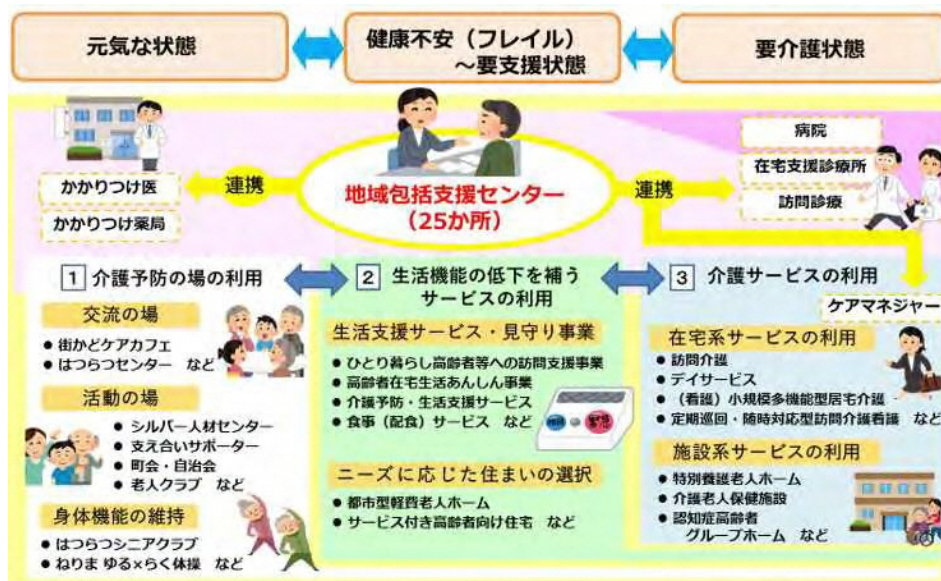 元気な状態
健康不安（フレイル）
～要支援状態
要介護状態
かかりつけ医
かかりつけ薬局
連携
地域包括支援センター
（25か所）
連携
病院
在宅支援診療所
訪問診療
ケアマネジャー
1 介護予防の場の利用
交流の場
● 街かどケアカフェ
● はつらつセンター など
活動の場
● シルバー人材センター
● 支え合いサポーター
● 町会・自治会
● 老人クラブ など
身体機能の維持
● はつらつシニアクラブ
● ねりま ゆる×らく体操 など
2 生活機能の低下を補う
サービスの利用
生活支援サービス・見守り事業
● ひとり暮らし高齢者等への訪問支援事業
● 高齢者在宅生活あんしん事業
● 介護予防・生活支援サービス
● 食事（配食）サービス など
緊急
ニーズに応じた住まいの選択
● 都市型軽費老人ホーム
● サービス付き高齢者向け住宅 など
3 介護サービスの利用
在宅系サービスの利用
● 訪問介護
● デイサービス
● （看護）小規模多機能型居宅介護
● 定期巡回・随時対応型訪問介護看護 など
施設系サービスの利用
● 特別養護老人ホーム
● 介護老人保健施設
● 認知症高齢者
グループホーム など